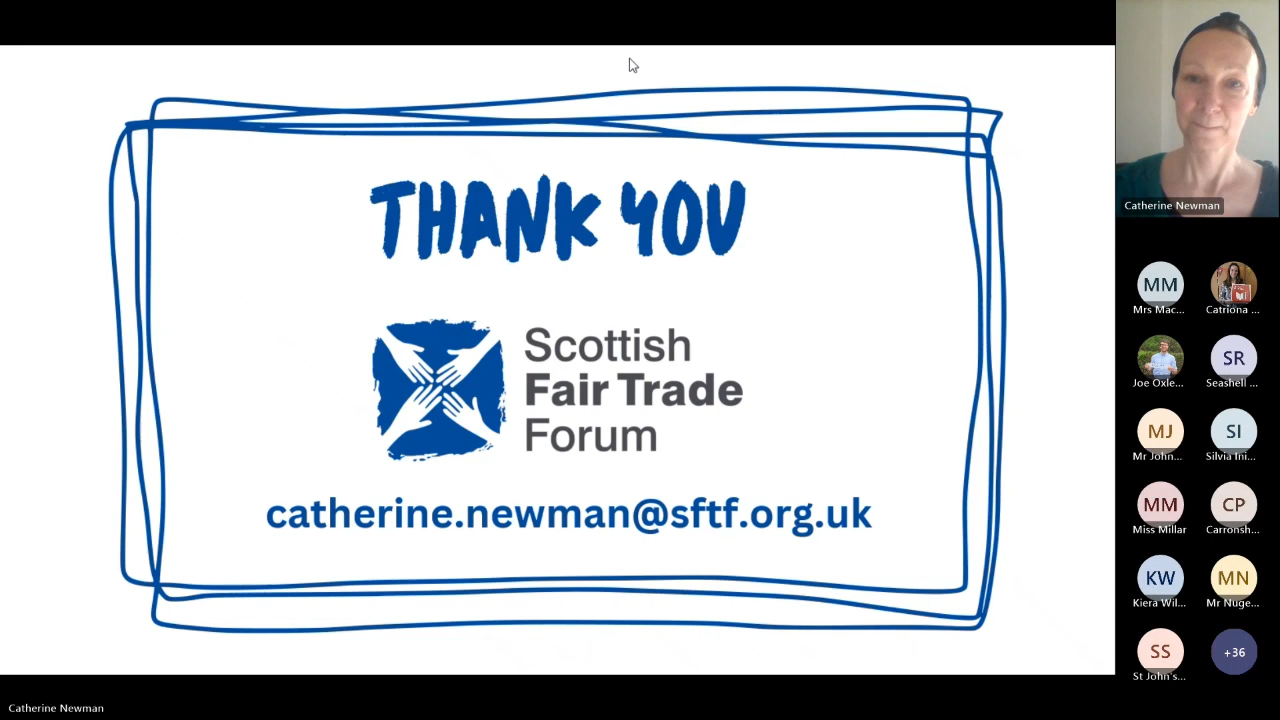 THANK YOU
Scottish
Fair Trade
Forum
catherine.newman@sftf.org.uk
Catherine Newman
MM
Mrs Mac...
Catriona ...
Joe Oxle...
SR
Seashell ...
MJ
Mr John...
SI
Silvia Ini...
MM
Miss Millar
CP
Carronsh...
KW
Kiera Wil...
MN
Mr Nuge...
SS
St John's...
+36
Catherine Newman